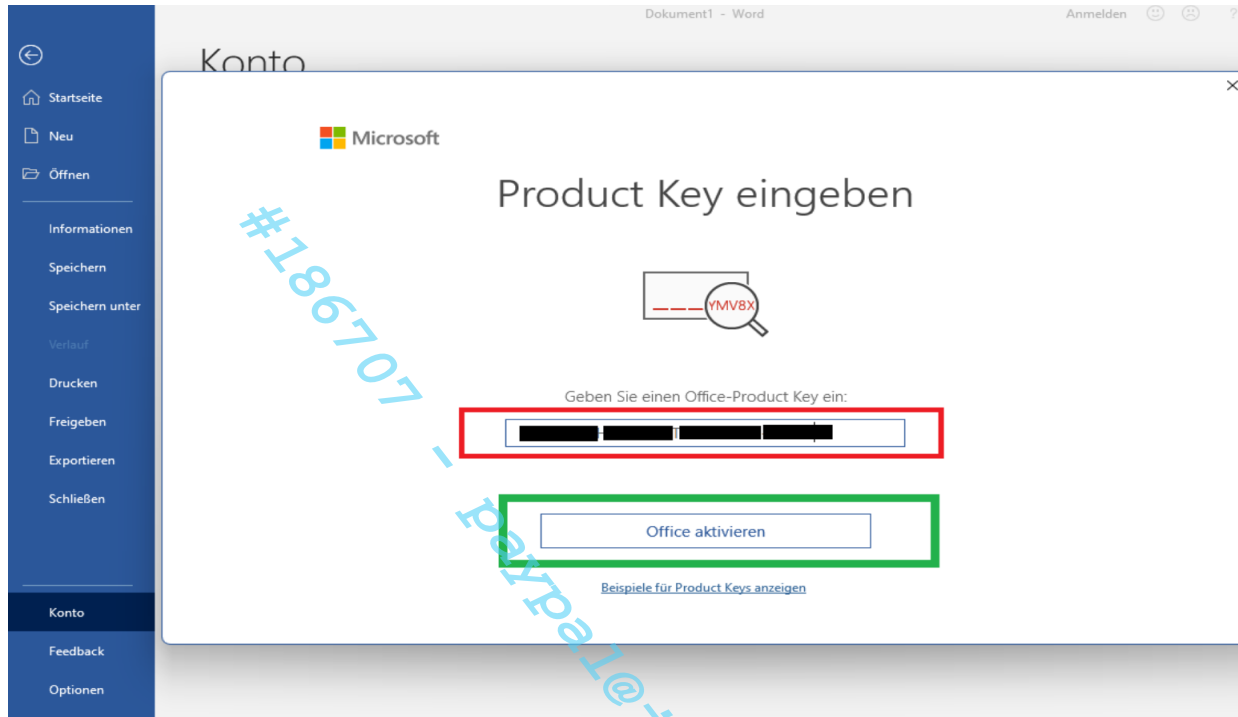 Dokument1 - Word
Anmelden
?
Konto
Startseite
Neu
Öffnen
Informationen
Speichern
Speichern unter
Verlauf
Drucken
Freigeben
Exportieren
Schließen
Konto
Feedback
Optionen
Microsoft
Product Key eingeben
_ _ _ YMV8X
Geben Sie einen Office-Product Key ein:
Office aktivieren
Beispiele für Product Keys anzeigen
#186707 - paypal@